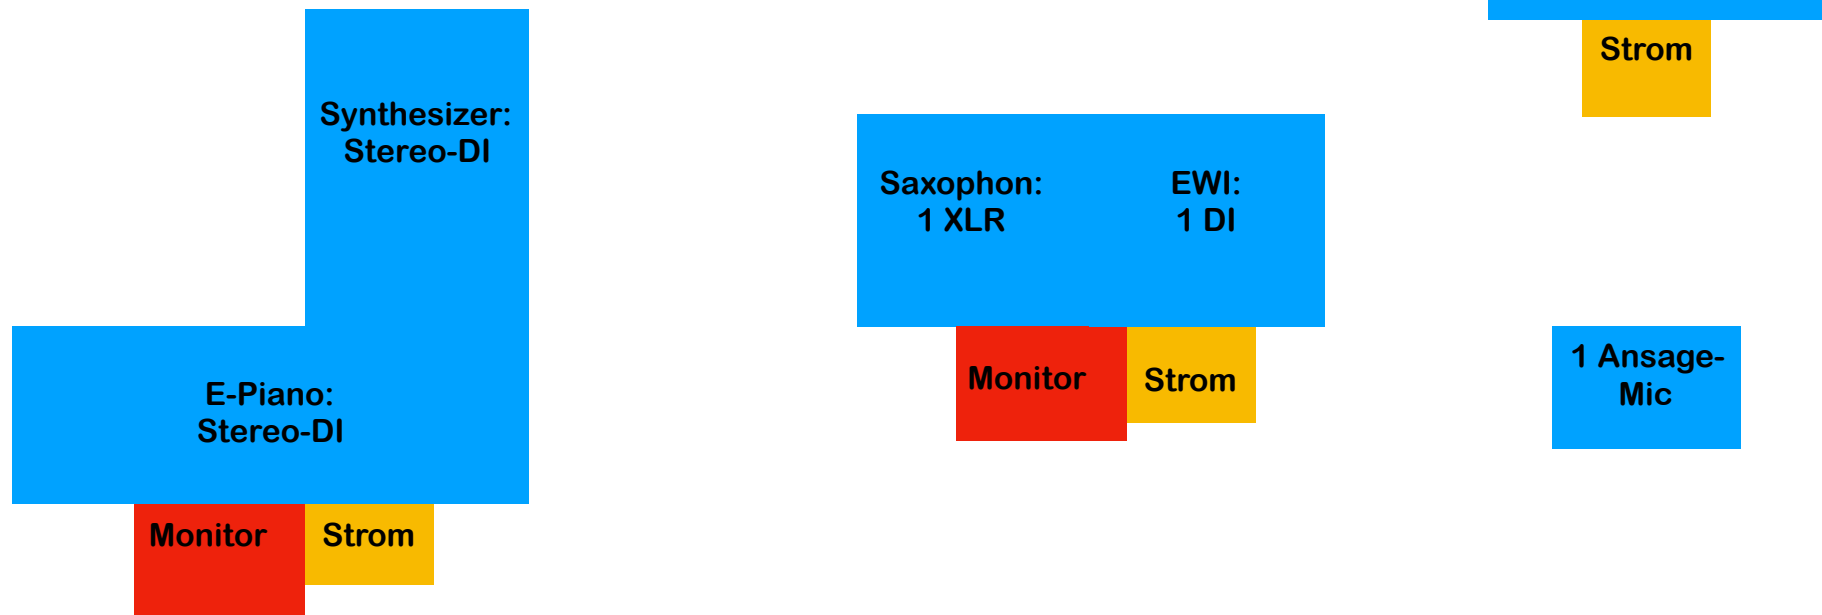 Synthesizer:
Stereo-DI
E-Piano:
Stereo-DI
Monitor
Strom
Saxophon:
1 XLR
EWI:
1 DI
Monitor
Strom
Strom
1 Ansage-
Mic